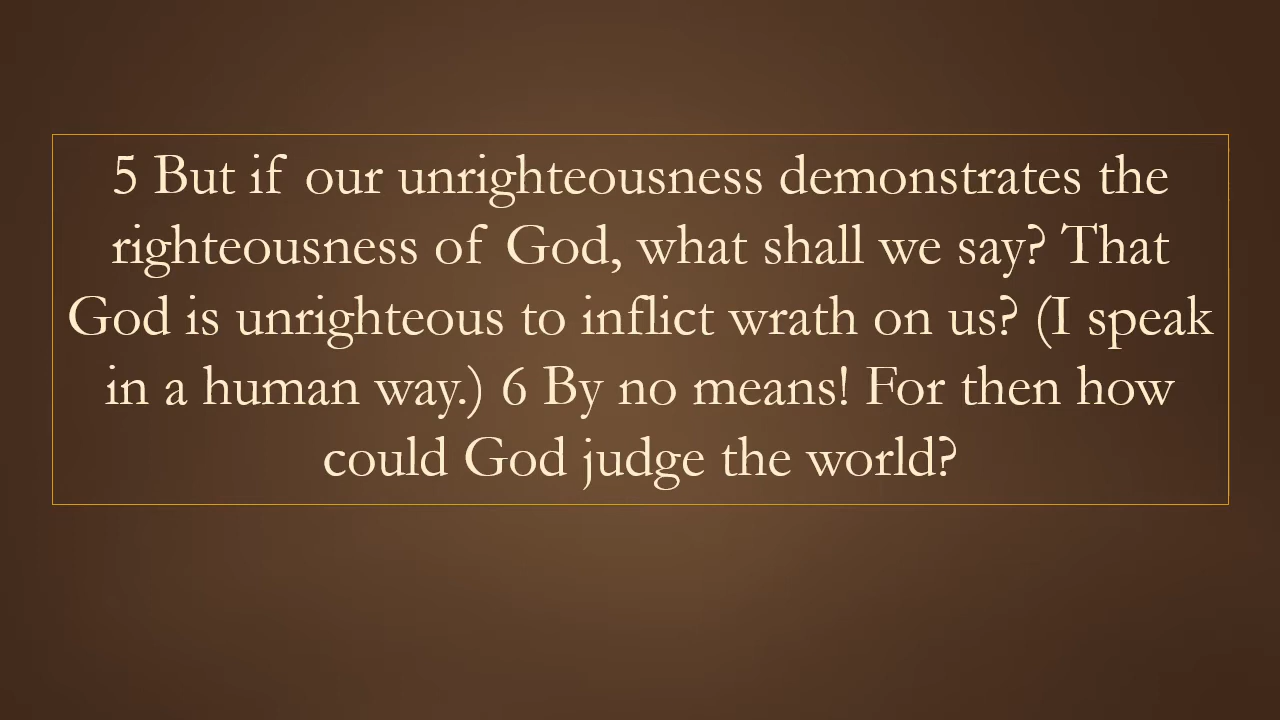 5 But if our unrighteousness demonstrates the
righteousness of God, what shall we say? That
God is unrighteous to inflict wrath on us? (I speak
in a human way.) 6 By no means! For then how
could God judge the world?